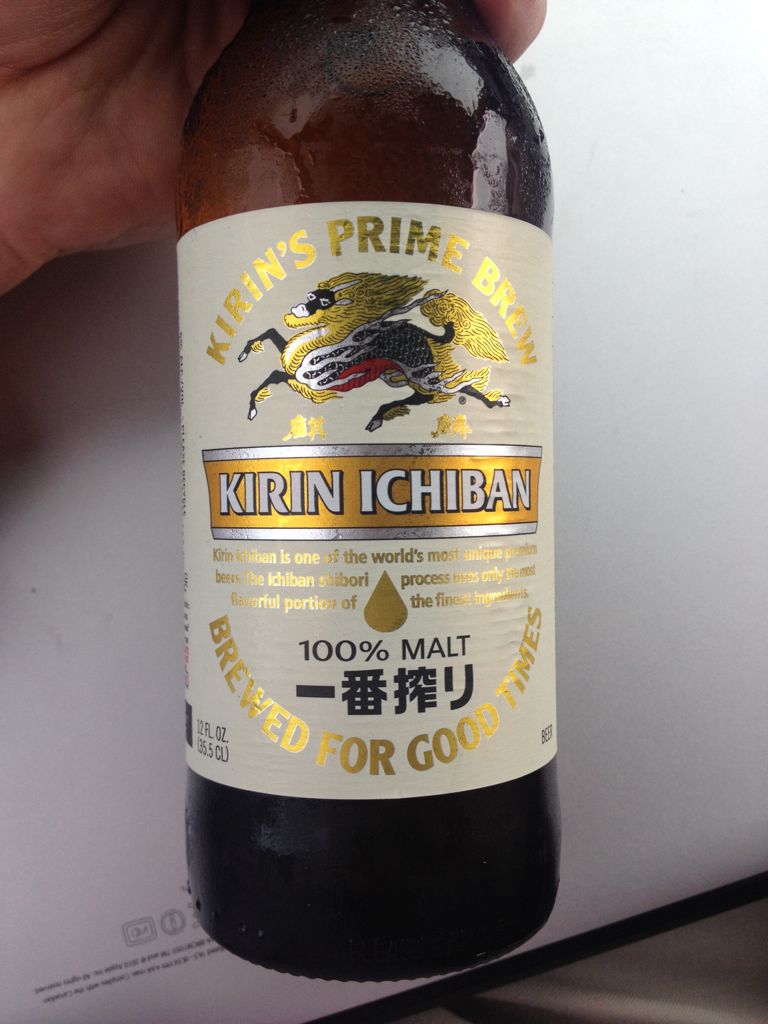 KIRIN'S PRIME BREW
®
麒 麟
KIRIN ICHIBAN
Kirin Ichiban is one of the world's most unique premium
beers. The Ichiban shibori process uses only the most
flavorful portion of the finest ingredients.
100% MALT
一番搾り
BREWED FOR GOOD TIMES
12 FL. OZ.
(35.5 CL)
BEER